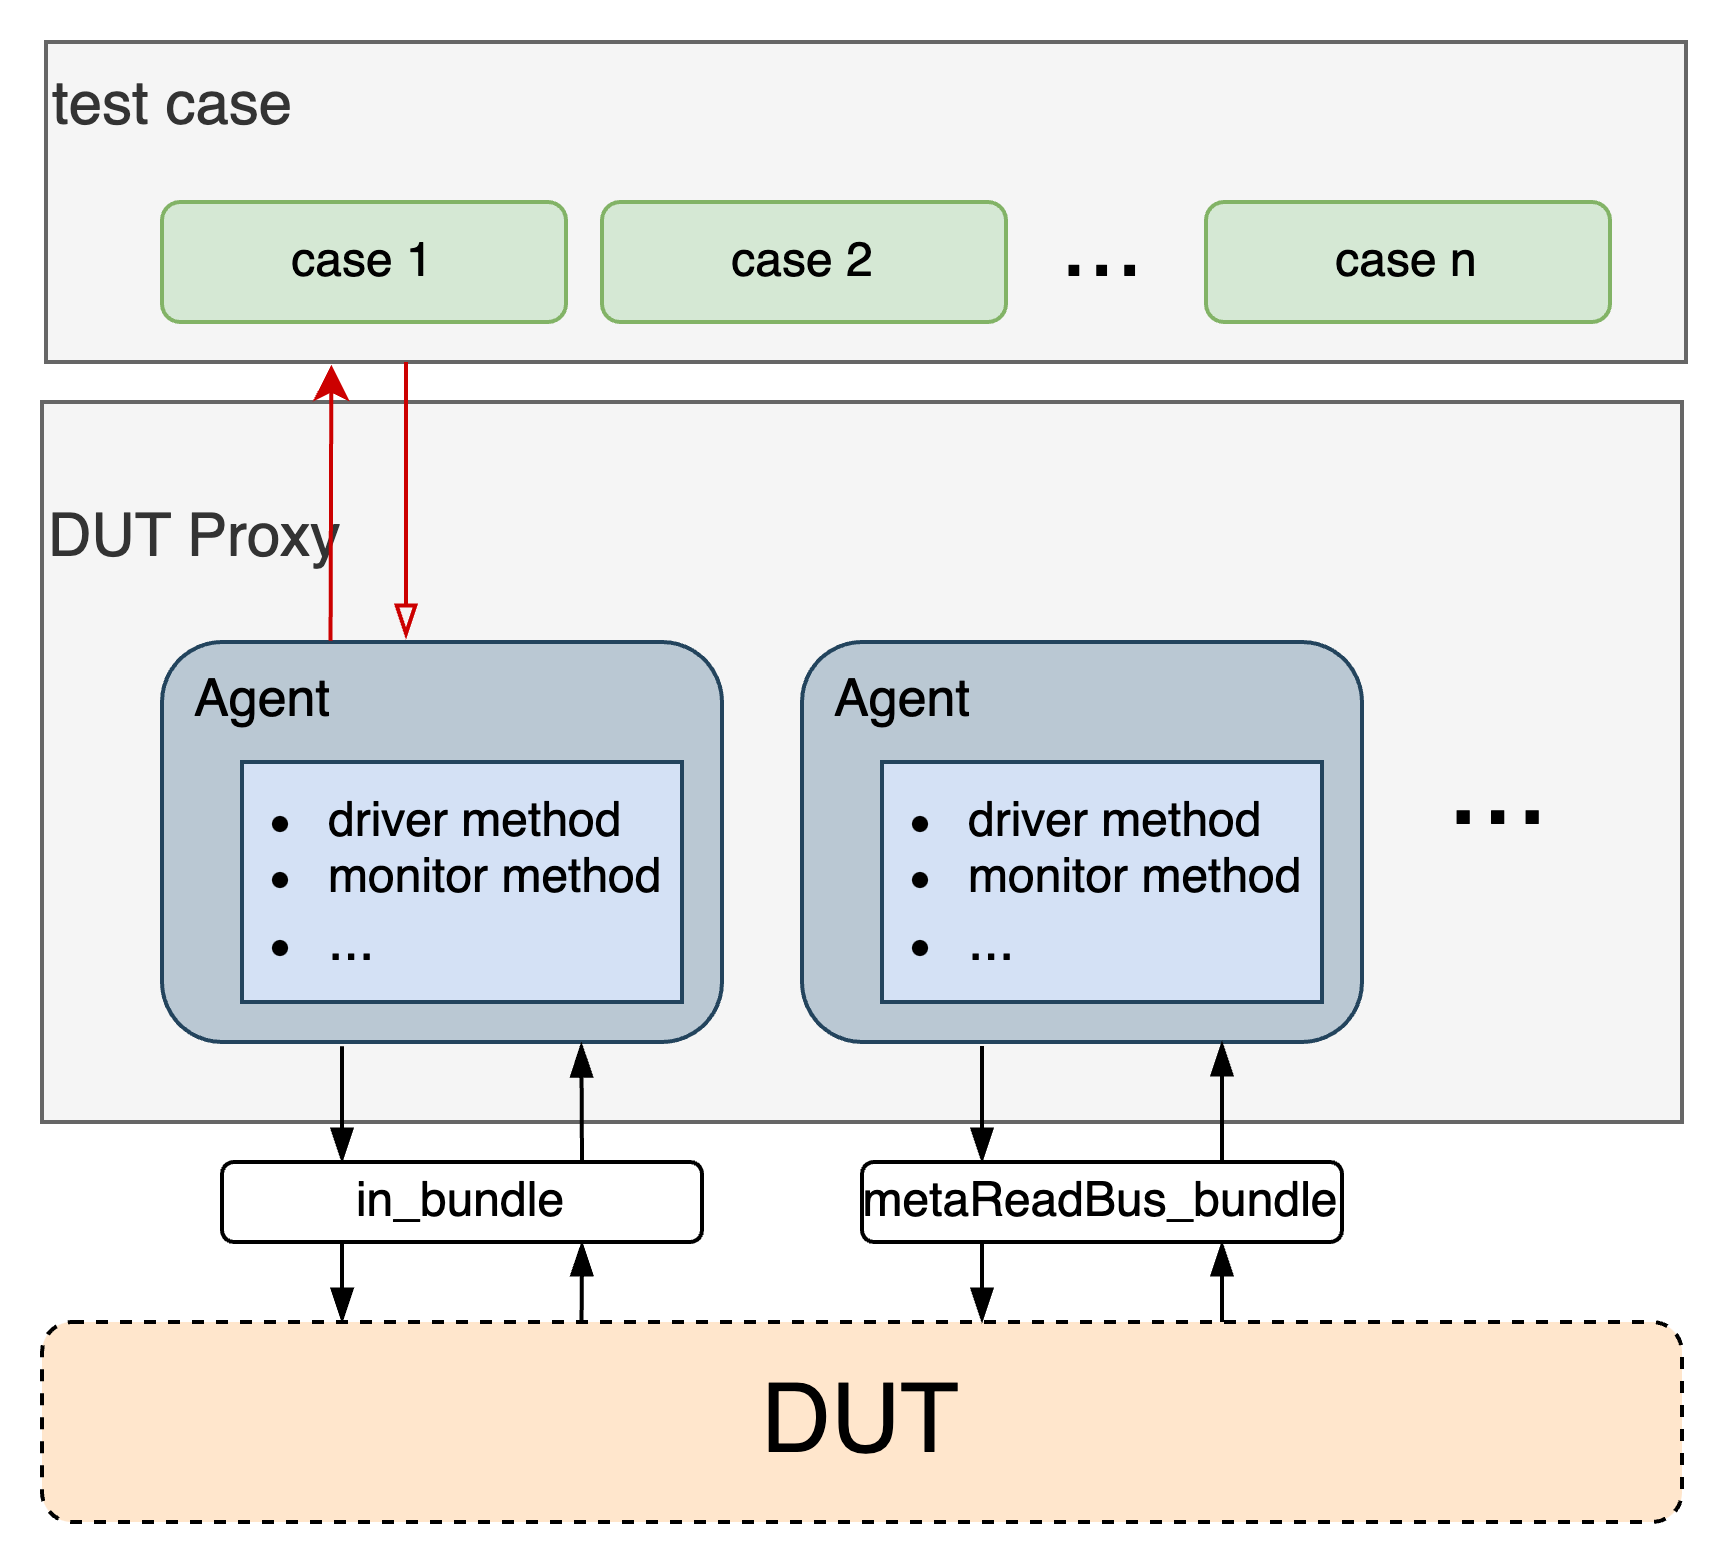 test case
case 1
case 2
...
case n
DUT Proxy
Agent
• driver method
• monitor method
• ...
Agent
• driver method
• monitor method
• ...
...
in_bundle
metaReadBus_bundle
DUT